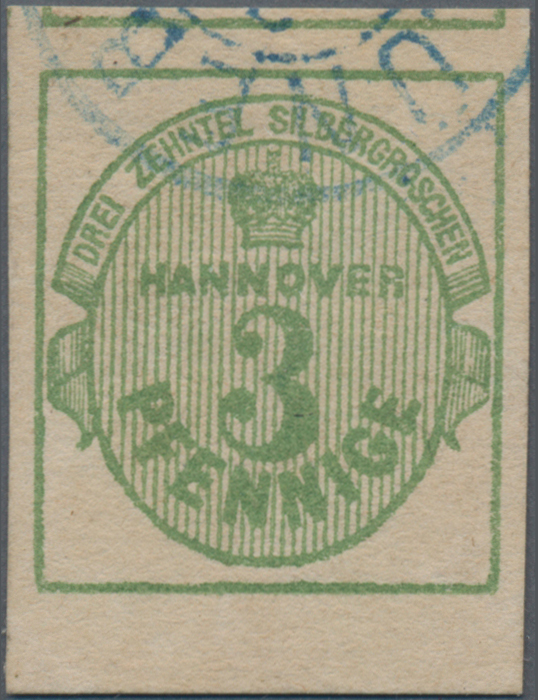 DREI ZEHNTEL SILBERGROSCHEN
HANNOVER
3
PFENNIGE